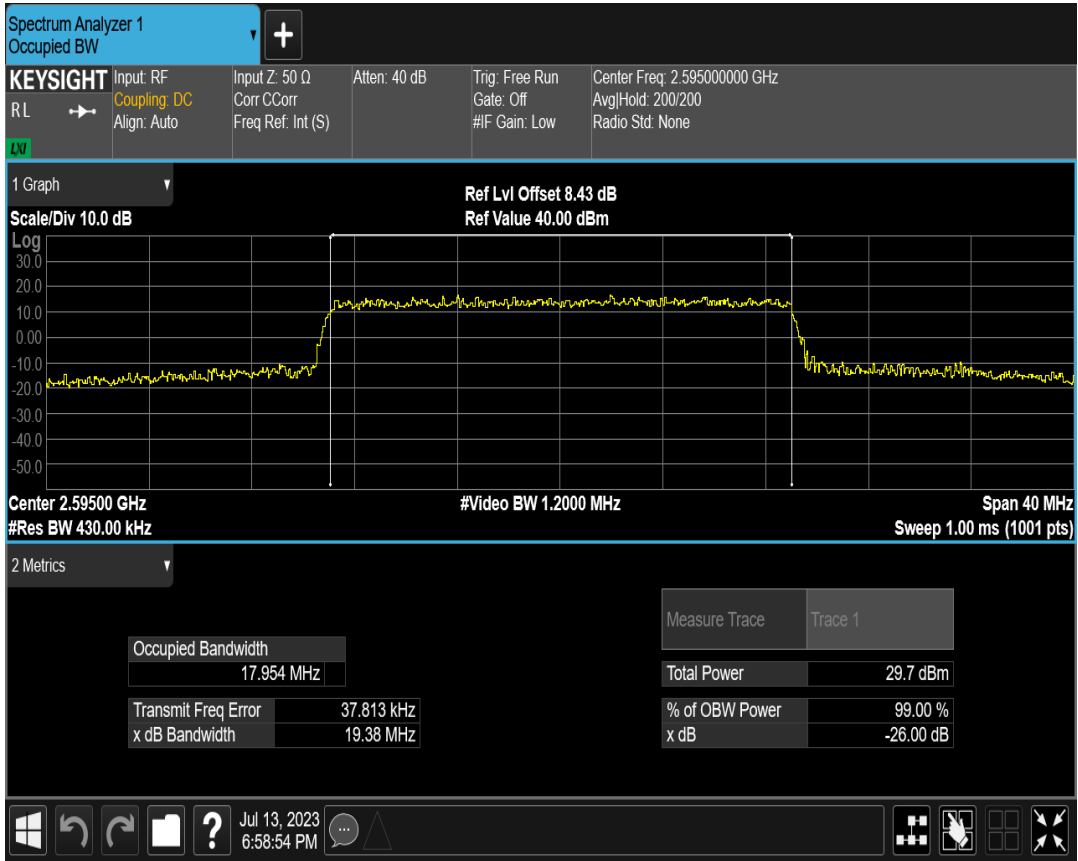 Spectrum Analyzer 1
Occupied BW
+
KEYSIGHT
R L
LXI
Input: RF
Coupling: DC
Align: Auto
Input Z: 50 Ω
Corr CCorr
Freq Ref: Int (S)
Atten: 40 dB
Trig: Free Run
Gate: Off
#IF Gain: Low
Center Freq: 2.595000000 GHz
Avg|Hold: 200/200
Radio Std: None
1 Graph
Scale/Div 10.0 dB
Ref Lvl Offset 8.43 dB
Ref Value 40.00 dBm
Log
30.0
20.0
10.0
0.00
-10.0
-20.0
-30.0
-40.0
-50.0
Center 2.59500 GHz
#Video BW 1.2000 MHz
Span 40 MHz
#Res BW 430.00 kHz
Sweep 1.00 ms (1001 pts)
2 Metrics
Measure Trace Trace 1
Occupied Bandwidth
17.954 MHz
Total Power 29.7 dBm
Transmit Freq Error 37.813 kHz
% of OBW Power 99.00 %
x dB Bandwidth 19.38 MHz
x dB -26.00 dB
?
Jul 13, 2023
6:58:54 PM